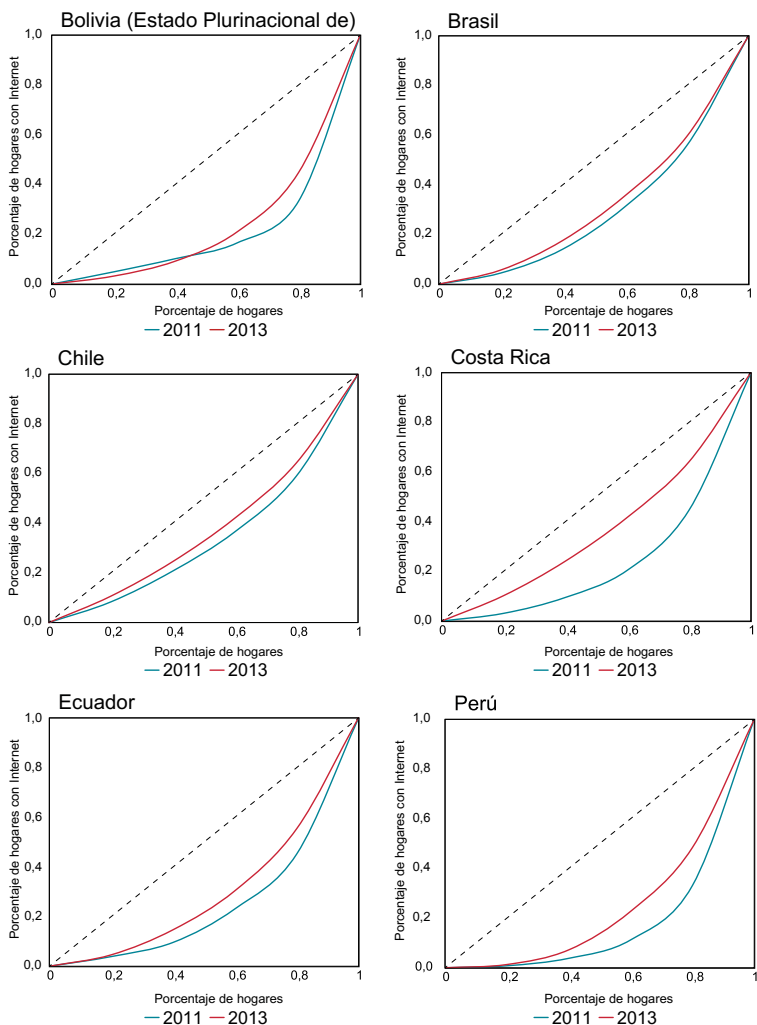 Bolivia (Estado Plurinacional de)
Porcentaje de hogares con Internet
1,0
0,8
0,6
0,4
0,2
0,0
0 0,2 0,4 0,6 0,8 1
Porcentaje de hogares
2011 2013
Brasil
Porcentaje de hogares con Internet
1,0
0,8
0,6
0,4
0,2
0,0
0 0,2 0,4 0,6 0,8 1
Porcentaje de hogares
2011 2013
Chile
Porcentaje de hogares con Internet
1,0
0,8
0,6
0,4
0,2
0,0
0 0,2 0,4 0,6 0,8 1
Porcentaje de hogares
2011 2013
Costa Rica
Porcentaje de hogares con Internet
1,0
0,8
0,6
0,4
0,2
0,0
0 0,2 0,4 0,6 0,8 1
Porcentaje de hogares
2011 2013
Ecuador
Porcentaje de hogares con Internet
1,0
0,8
0,6
0,4
0,2
0,0
0 0,2 0,4 0,6 0,8 1
Porcentaje de hogares
2011 2013
Perú
Porcentaje de hogares con Internet
1,0
0,8
0,6
0,4
0,2
0,0
0 0,2 0,4 0,6 0,8 1
Porcentaje de hogares
2011 2013